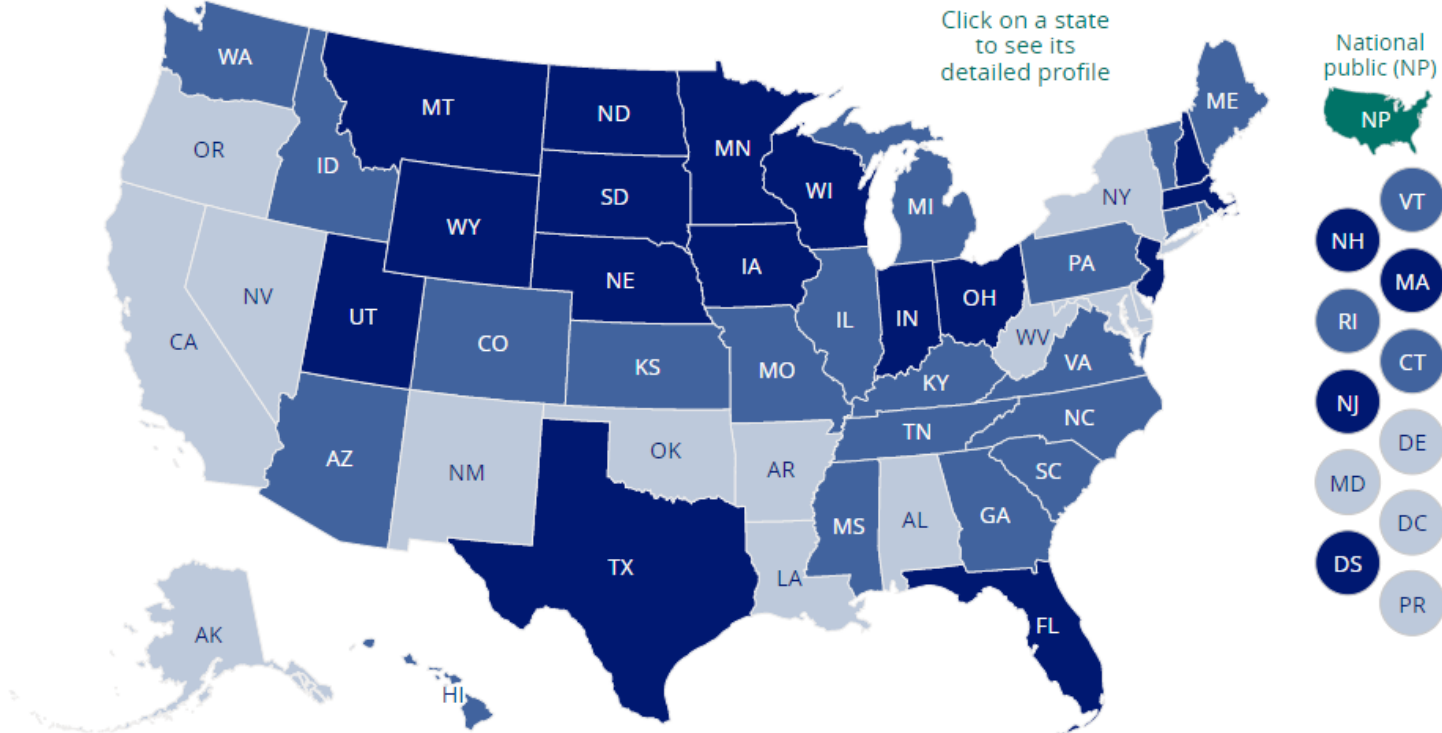 Click on a state
to see its
detailed profile
National
public (NP)
NP
WA
MT
ND
MN
ME
OR
ID
SD
WI
MI
NY
VT
WY
NH
NE
IA
PA
MA
NV
UT
IL
IN
OH
RI
CA
CO
KS
MO
WV
VA
CT
KY
NJ
AZ
NM
OK
AR
TN
NC
DE
SC
MD
MS
AL
GA
DC
TX
LA
DS
FL
PR
AK
HI